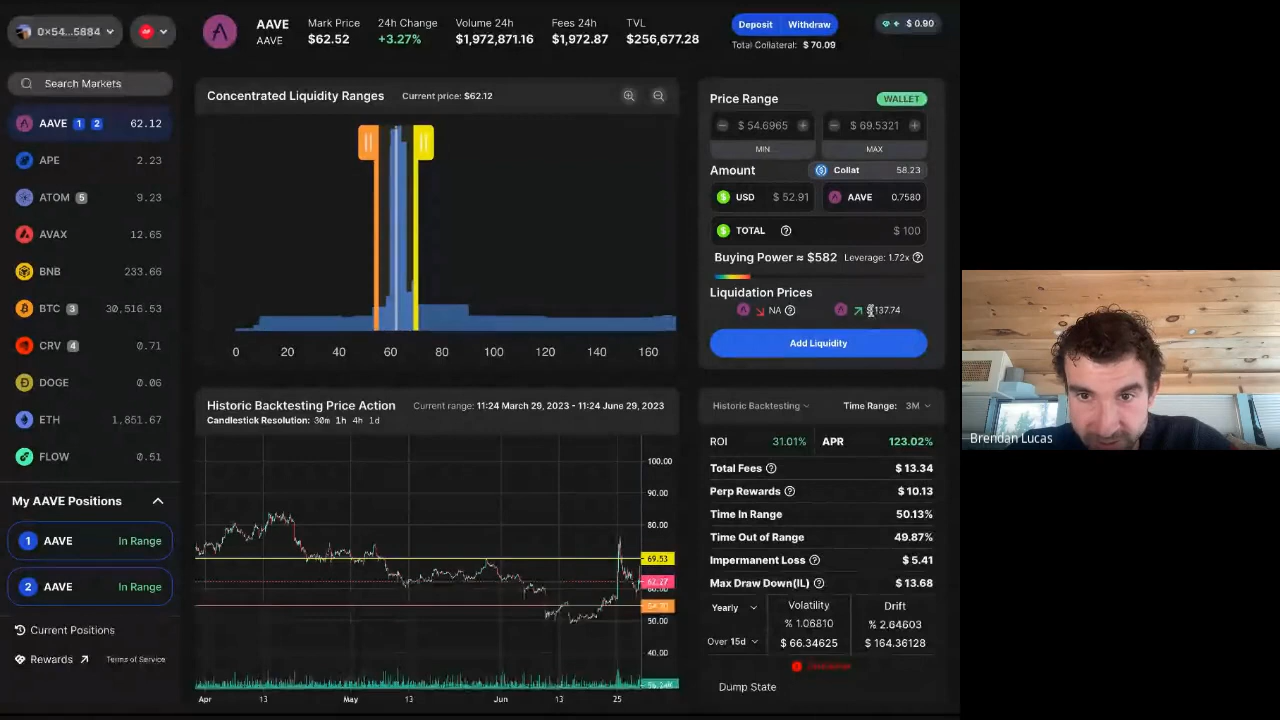 0×54...5884
AAVE
AAVE
Mark Price
$62.52
24h Change
+3.27%
Volume 24h
$1,972,871.16
Fees 24h
$1,972.87
TVL
$256,677.28
Deposit
Withdraw
Total Collateral: $ 70.09
$ 0.90
Search Markets
AAVE 1 2 62.12
APE 2.23
ATOM 5 9.23
AVAX 12.65
BNB 233.66
BTC 3 30,516.53
CRV 4 0.71
DOGE 0.06
ETH 1,851.67
FLOW 0.51
My AAVE Positions
1 AAVE In Range
2 AAVE In Range
Current Positions
Rewards Terms of Service
Concentrated Liquidity Ranges Current price: $62.12
0 20 40 60 80 100 120 140 160
Historic Backtesting Price Action Current range: 11:24 March 29, 2023 - 11:24 June 29, 2023
Candlestick Resolution: 30m 1h 4h 1d
100.00
90.00
80.00
69.53
62.27
60.00
54.70
50.00
40.00
Apr 13 May 13 Jun 13 25
Price Range WALLET
$ 54.6965 $ 69.5321
MIN MAX
Amount Collat 58.23
USD $ 52.91 AAVE 0.7580
TOTAL $ 100
Buying Power ≈ $582 Leverage: 1.72x
Liquidation Prices
NA $ 137.74
Add Liquidity
Historic Backtesting Time Range: 3M
ROI 31.01% APR 123.02%
Total Fees $ 13.34
Perp Rewards $ 10.13
Time In Range 50.13%
Time Out of Range 49.87%
Impermanent Loss $ 5.41
Max Draw Down(IL) $ 13.68
Yearly
Over 15d
Volatility
% 1.06810
$ 66.34625
Drift
% 2.64603
$ 164.36128
Dump State
Brendan Lucas